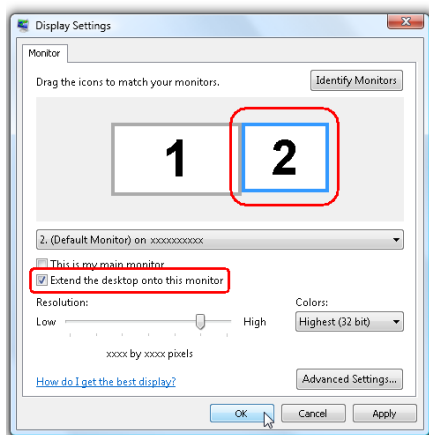 Display Settings
Monitor
Drag the icons to match your monitors.
Identify Monitors
1
2
2. (Default Monitor) on xxxxxxxxxx
This is my main monitor
Extend the desktop onto this monitor
Resolution:
Colors:
Low
High
Highest (32 bit)
xxxx by xxxx pixels
How do I get the best display?
Advanced Settings...
OK
Cancel
Apply